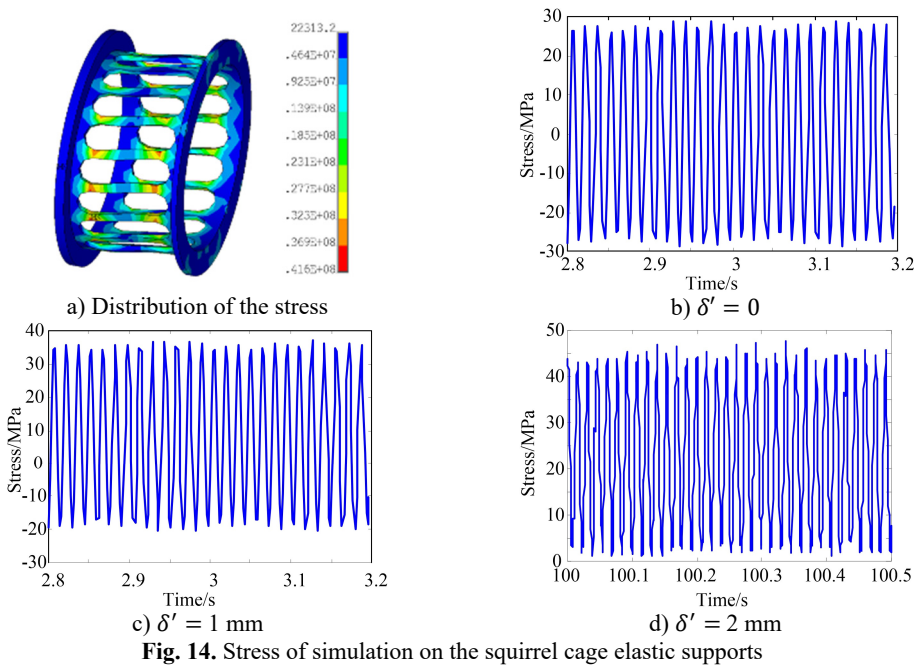 22313.2
.464E+07
.925E+07
.139E+08
.185E+08
.231E+08
.277E+08
.323E+08
.369E+08
.416E+08
a) Distribution of the stress
30
20
10
0
-10
-20
-30
Stress/MPa
2.8 2.9 3 3.1 3.2
Time/s
b) δ′ = 0
40
30
20
10
0
-10
-20
-30
Stress/MPa
2.8 2.9 3 3.1 3.2
Time/s
c) δ′ = 1 mm
50
40
30
20
10
0
Stress/MPa
100 100.1 100.2 100.3 100.4 100.5
Time/s
d) δ′ = 2 mm
Fig. 14. Stress of simulation on the squirrel cage elastic supports